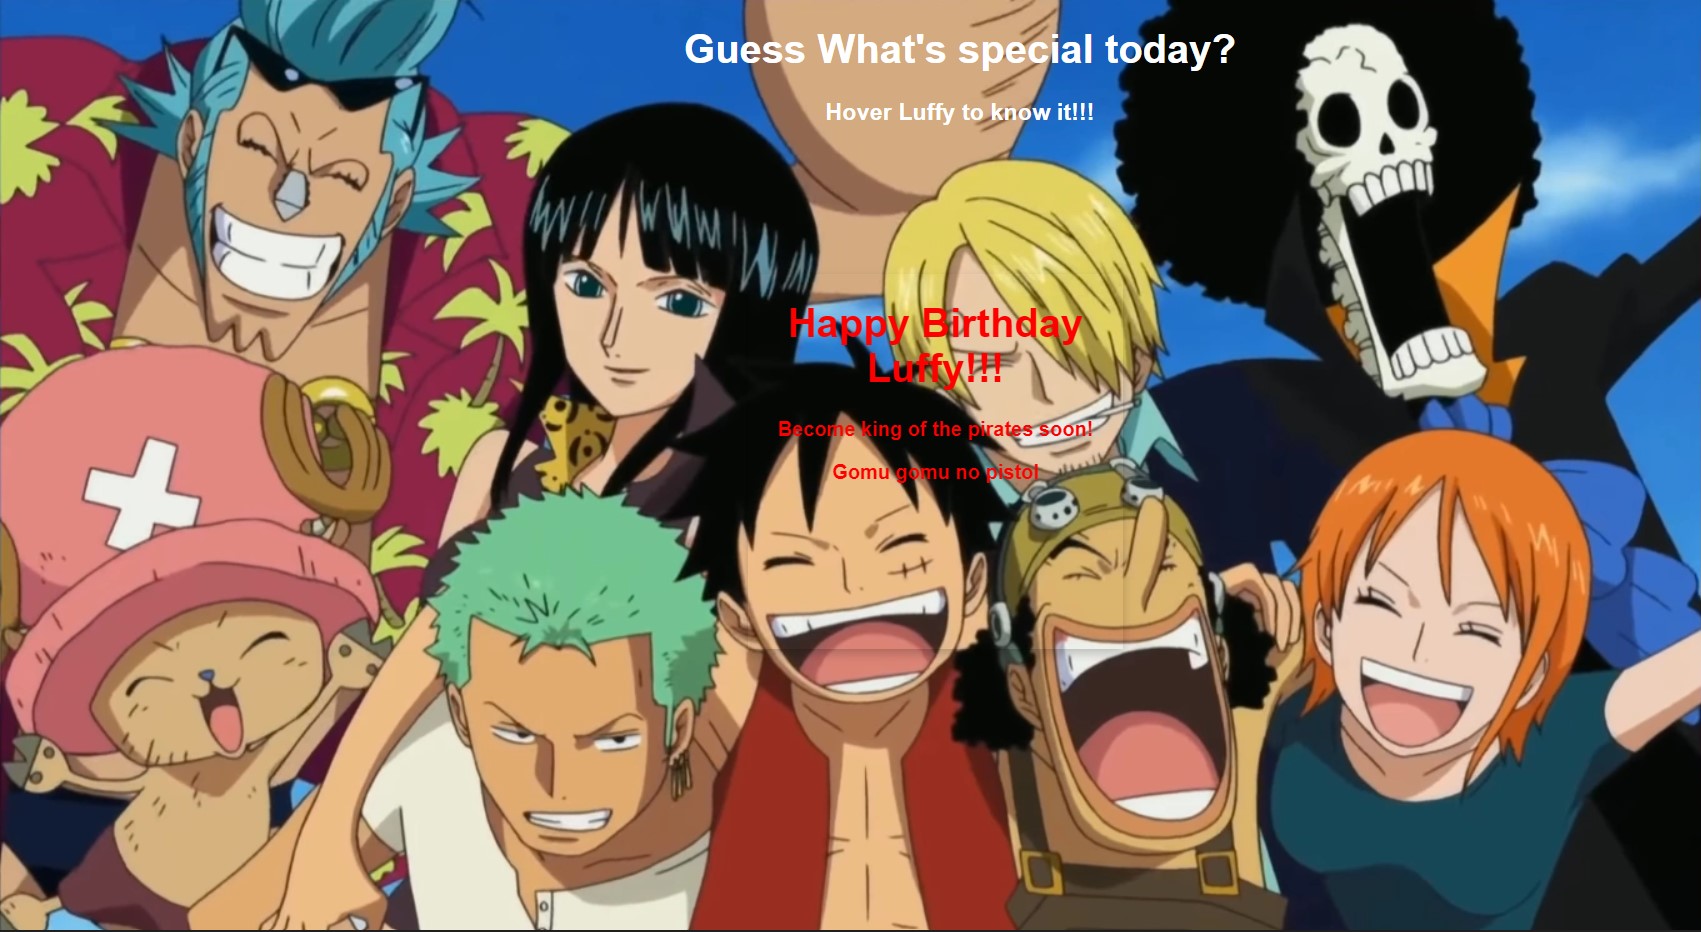 Guess What's special today?
Hover Luffy to know it!!!
Happy Birthday
Luffy!!!
Become king of the pirates soon!
Gomu gomu no pistol